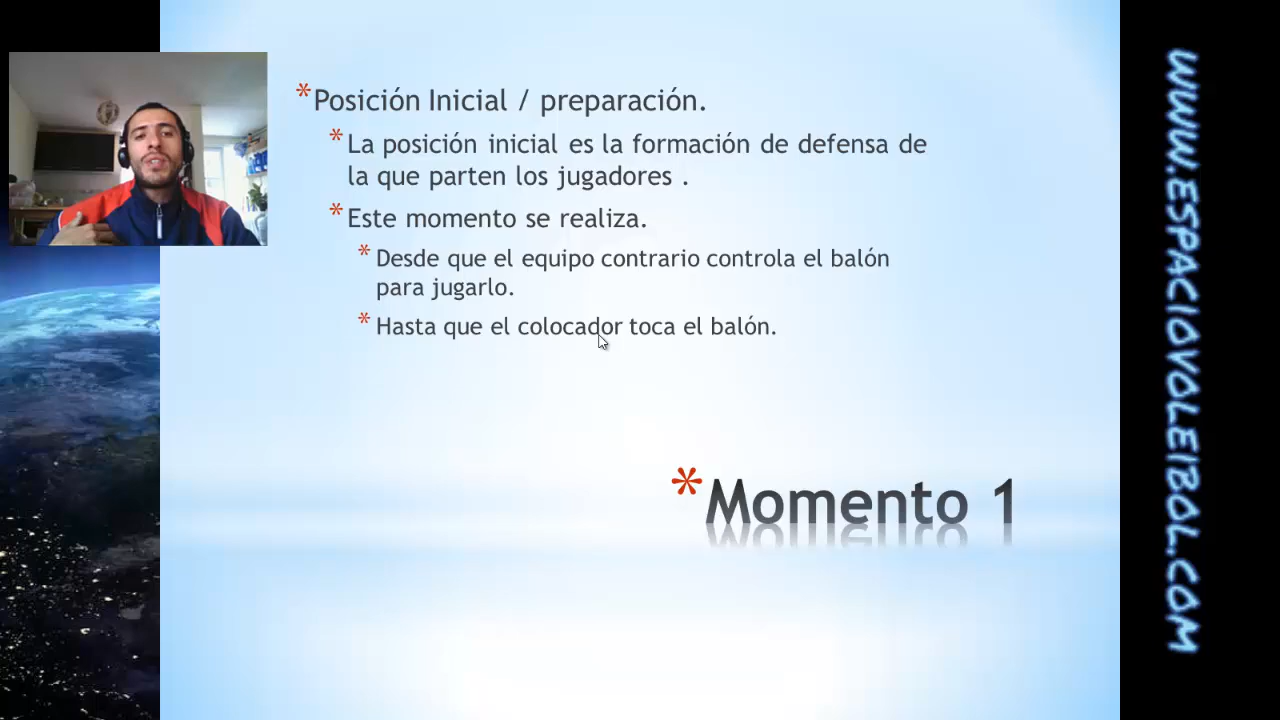 *Posición Inicial / preparación.
*La posición inicial es la formación de defensa de
la que parten los jugadores .
*Este momento se realiza.
*Desde que el equipo contrario controla el balón
para jugarlo.
*Hasta que el colocador toca el balón.
*Momento 1
WWW.ESPACIOVOLEIBOL.COM